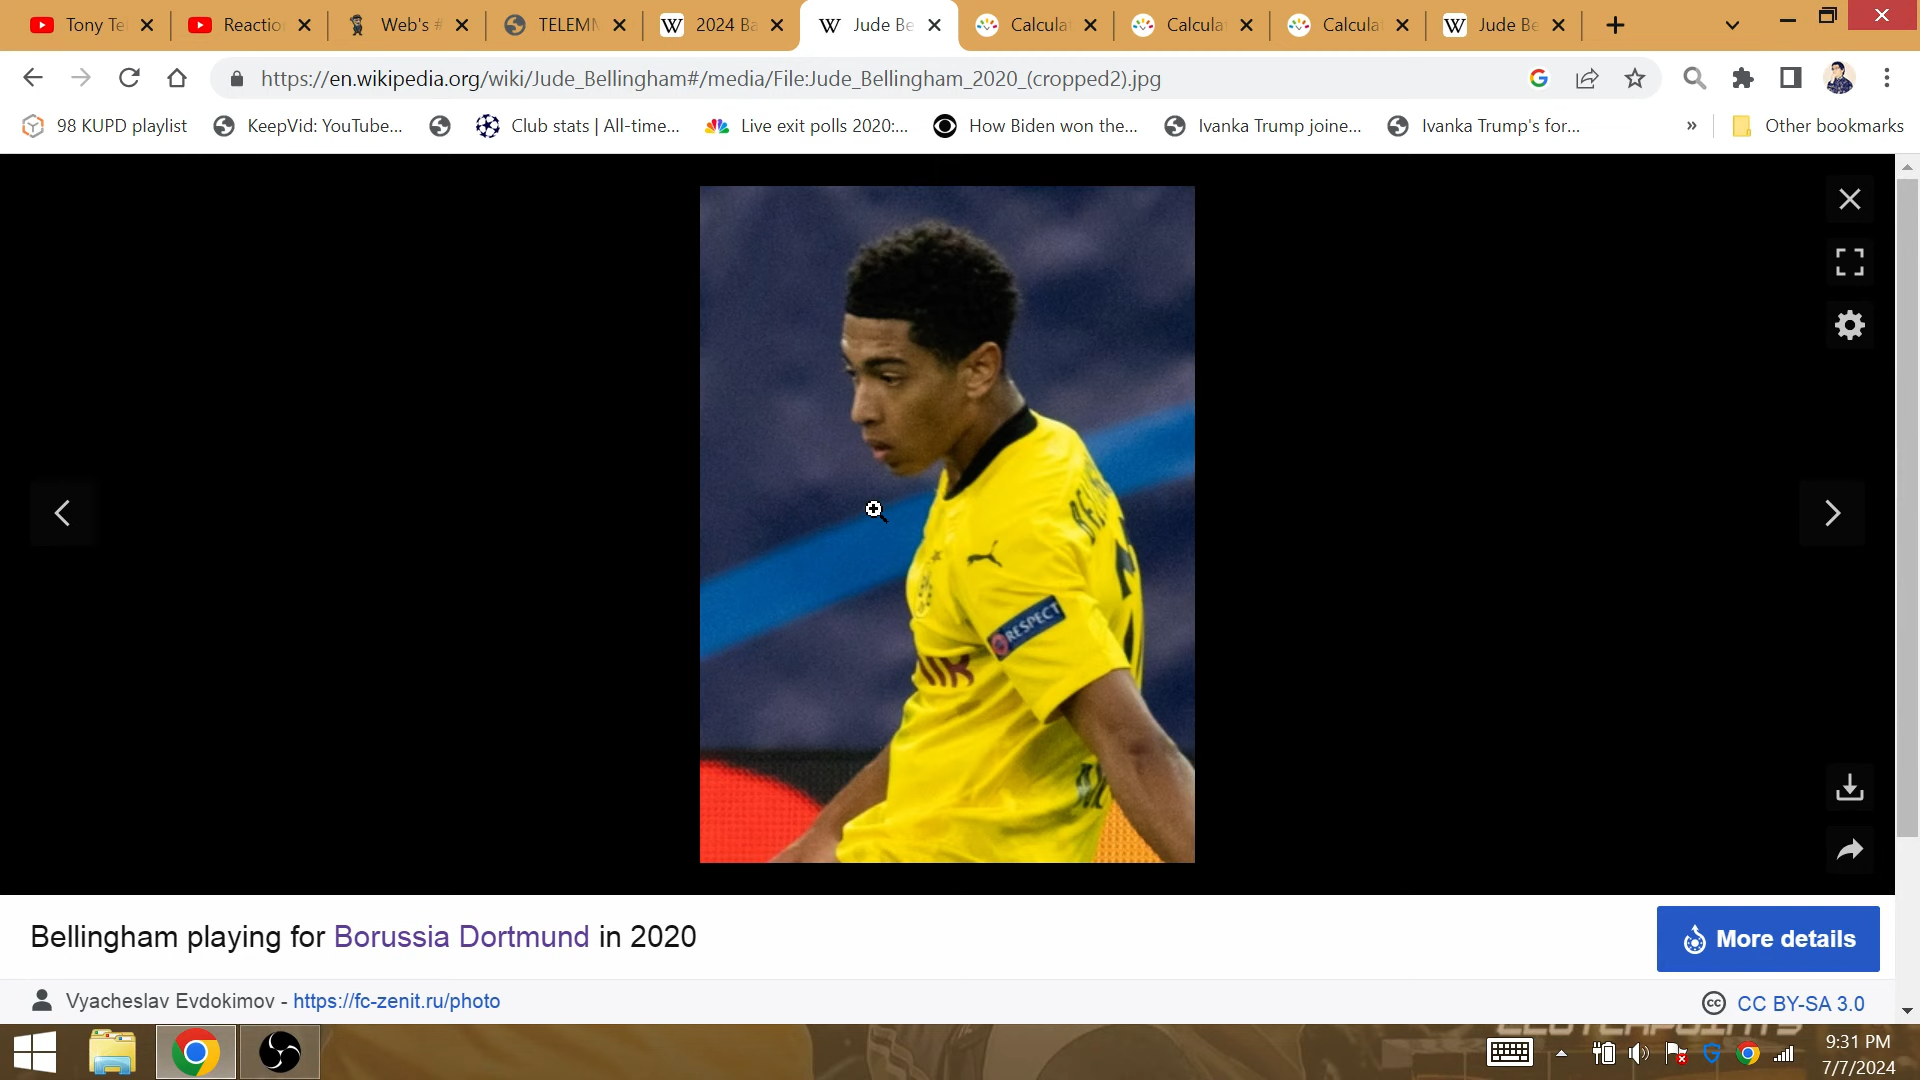 Tony Te
Reactio
Web's #
TELEMM
2024 Ba
Jude Be
Calcula
Calcula
Calcula
Jude Be
https://en.wikipedia.org/wiki/Jude_Bellingham#/media/File:Jude_Bellingham_2020_(cropped2).jpg
98 KUPD playlist
KeepVid: YouTube...
Club stats | All-time...
Live exit polls 2020:...
How Biden won the...
Ivanka Trump joine...
Ivanka Trump's for...
»
Other bookmarks
RESPECT
Bellingham playing for Borussia Dortmund in 2020
More details
Vyacheslav Evdokimov - https://fc-zenit.ru/photo
cc CC BY-SA 3.0
9:31 PM
7/7/2024